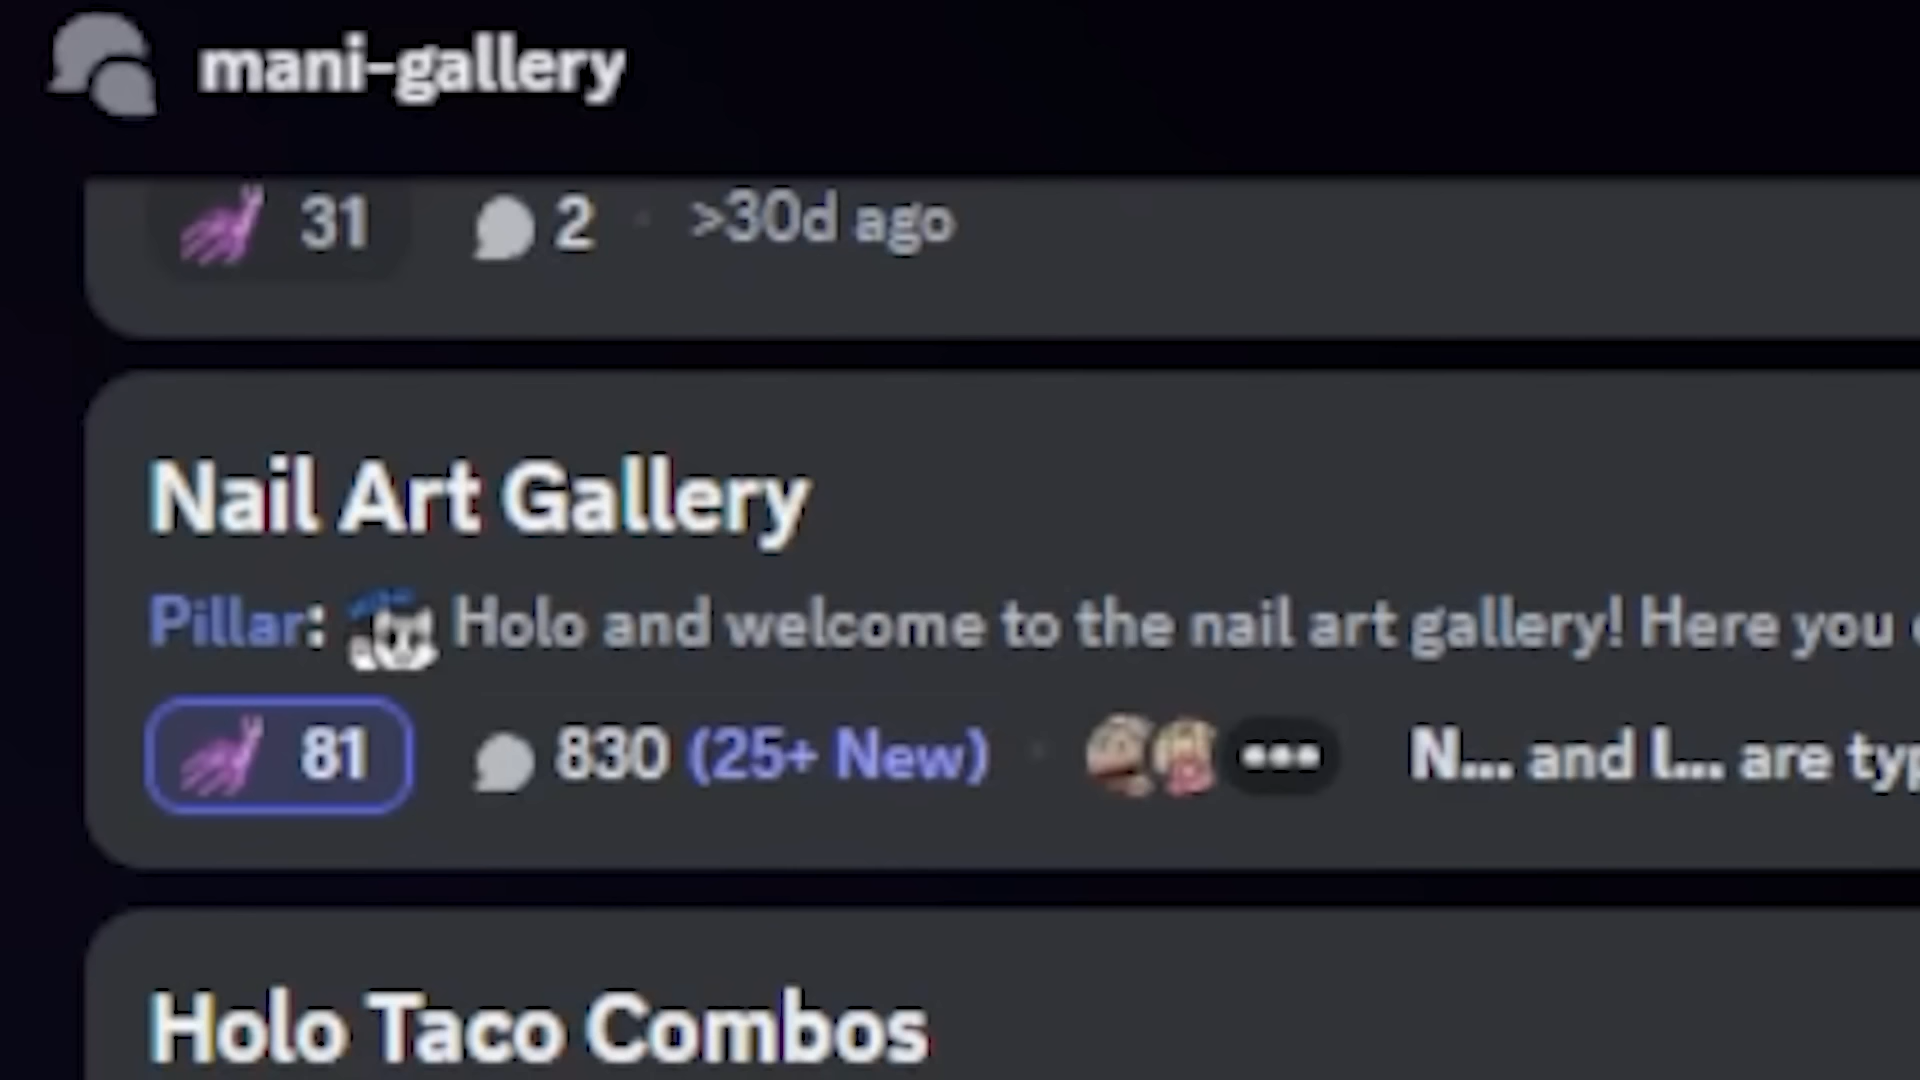 mani-gallery
31 2 · >30d ago
Nail Art Gallery
Pillar: Holo and welcome to the nail art gallery! Here you
81 830 (25+ New) · N... and l... are typ
Holo Taco Combos